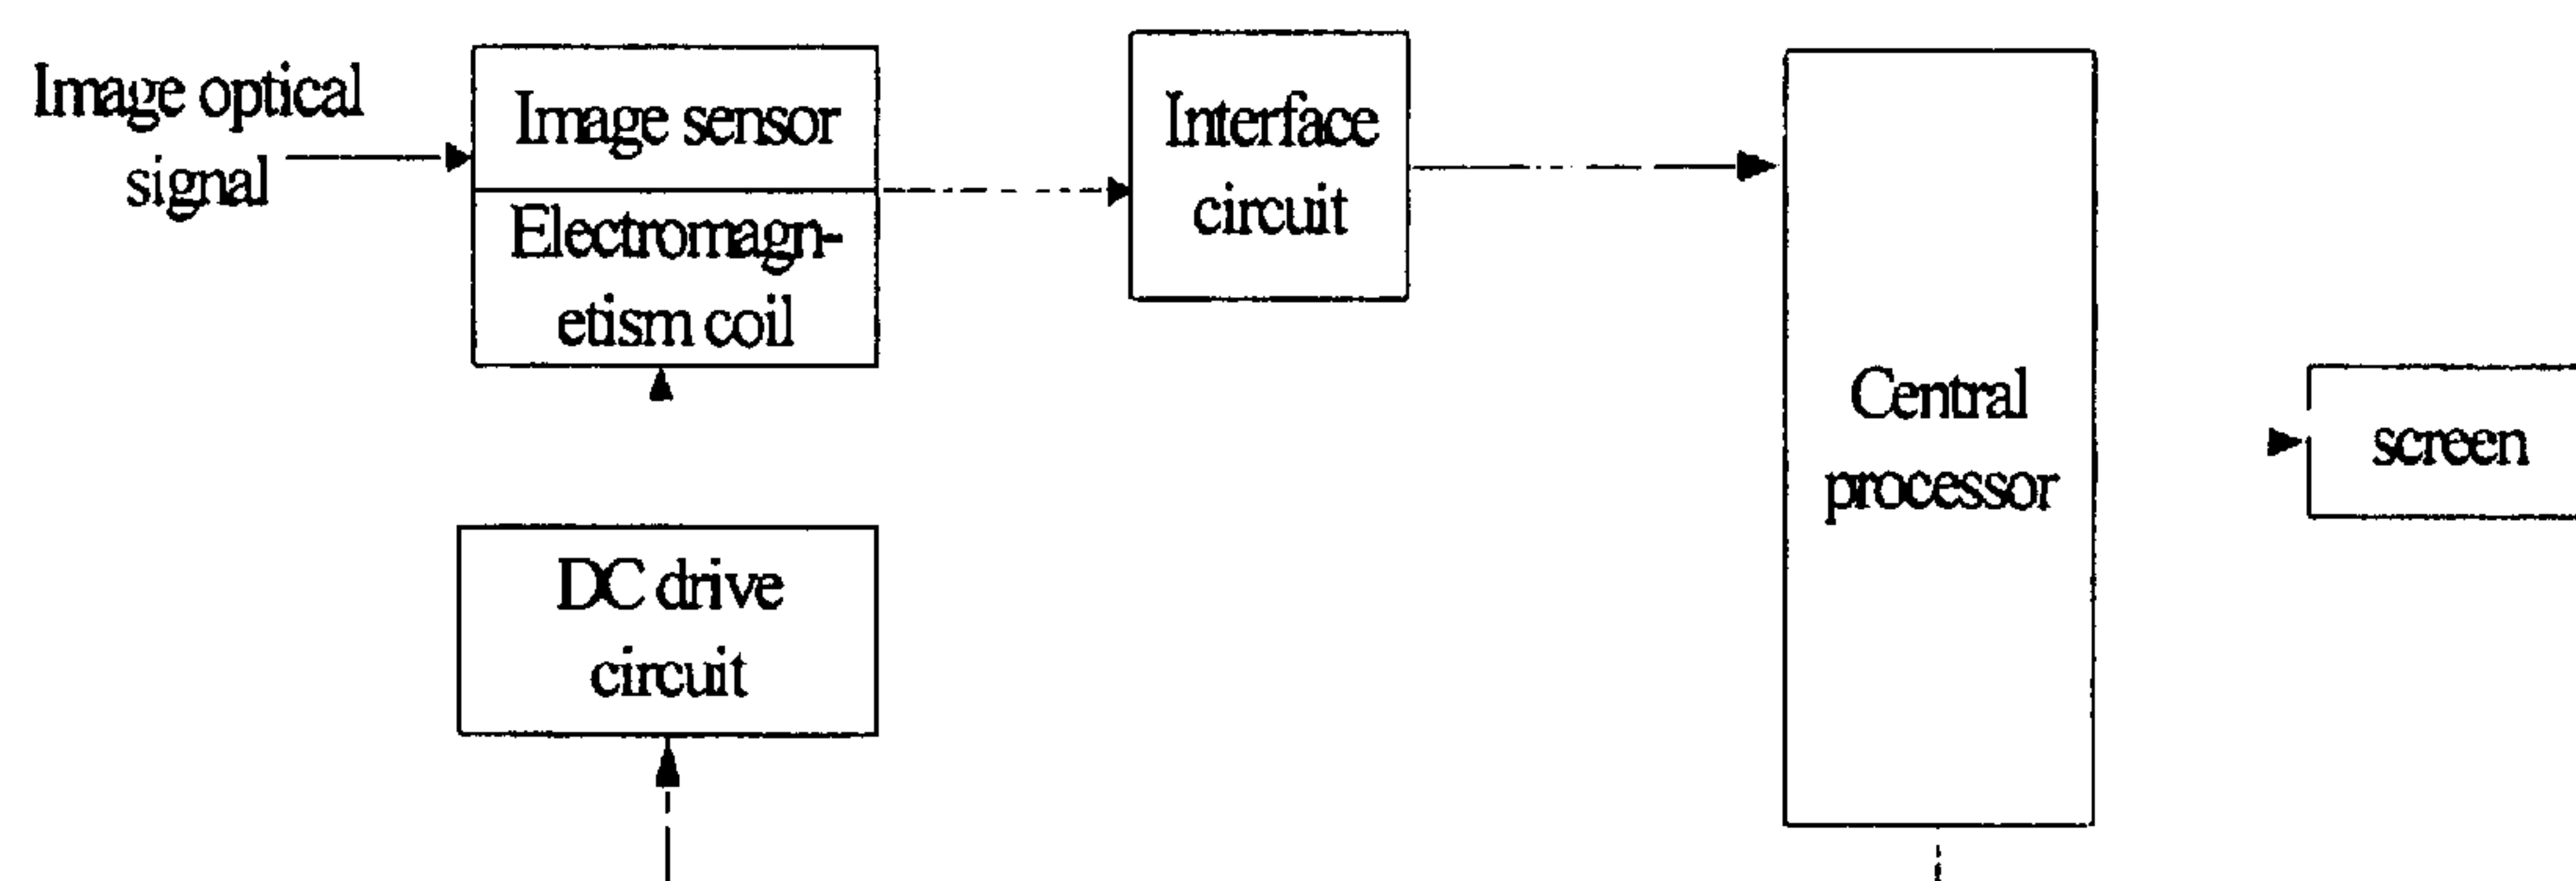 Image optical
signal
Image sensor
Electromagn-
etism coil
Interface
circuit
Central
processor
screen
DC drive
circuit